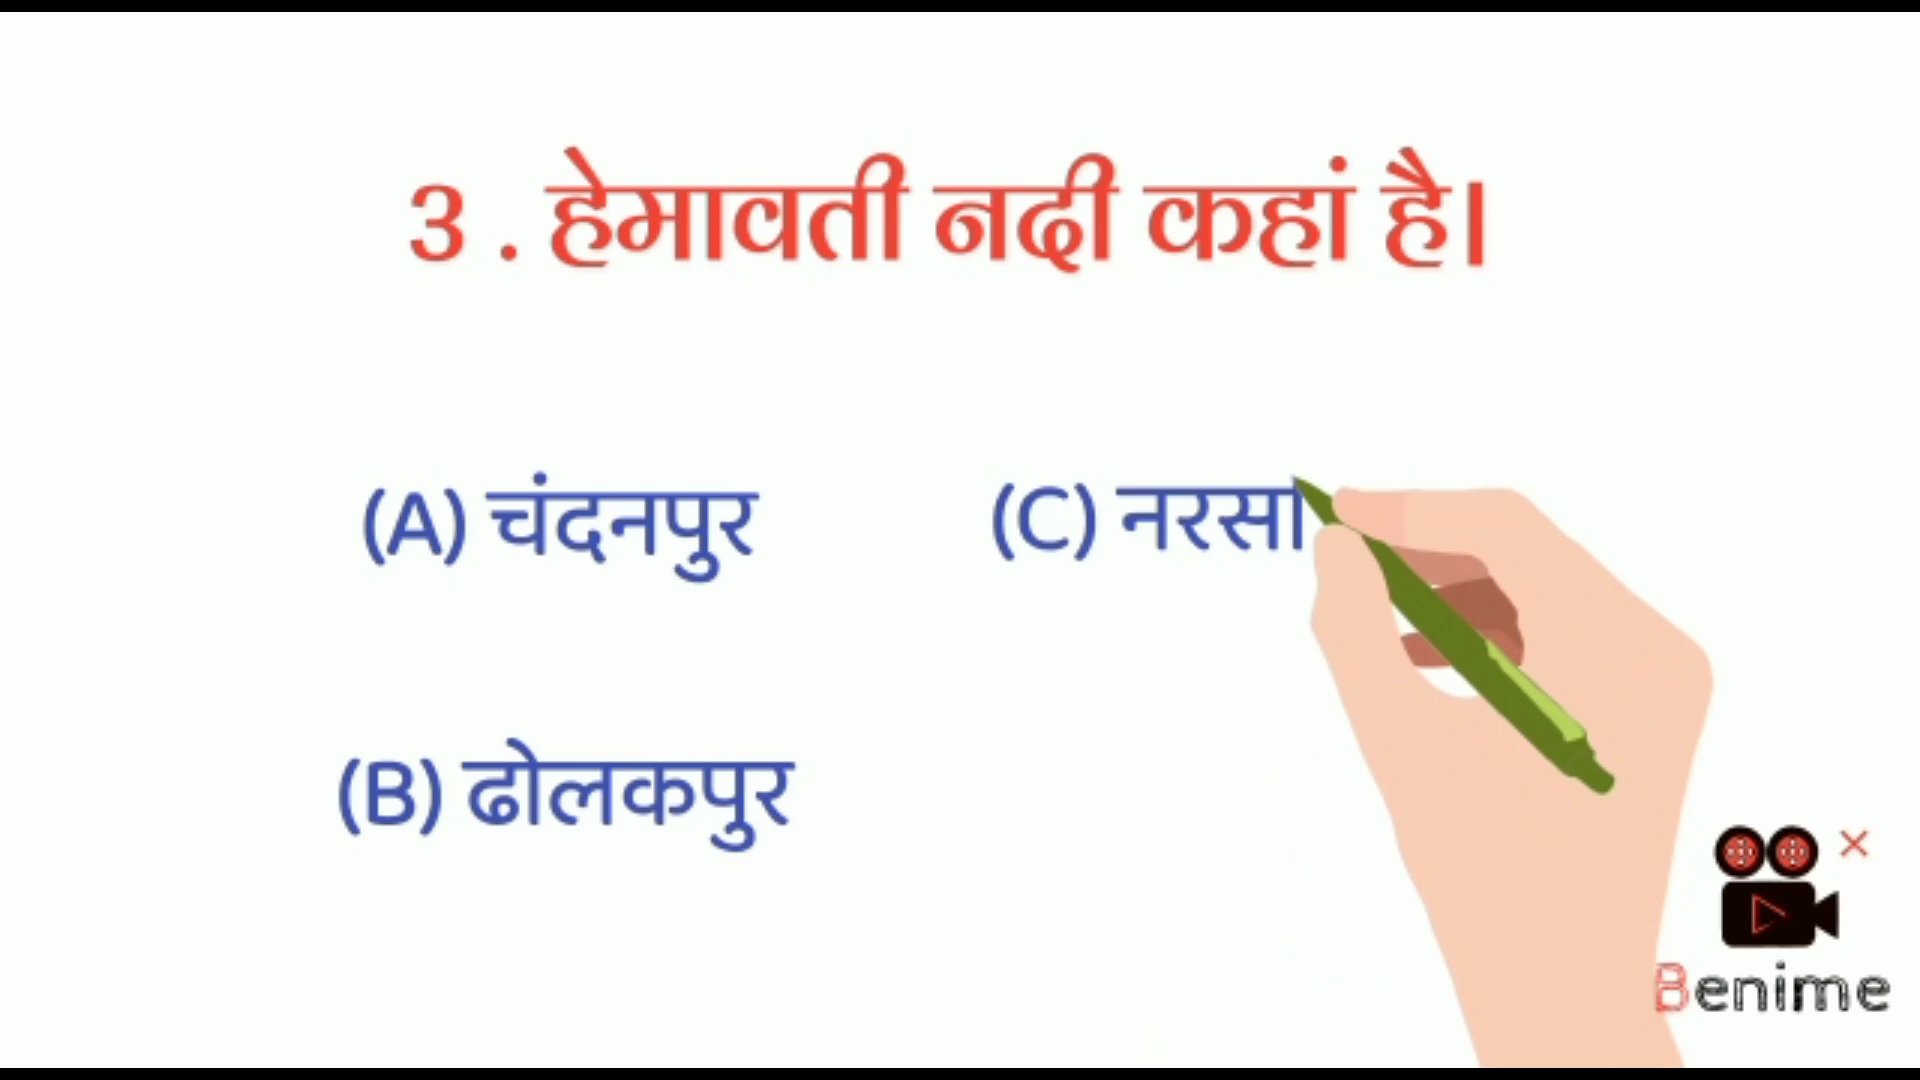 3 . हेमावती नदी कहां है।
(A) चंदनपुर
(C) नरसा
(B) ढोलकपुर
Benime